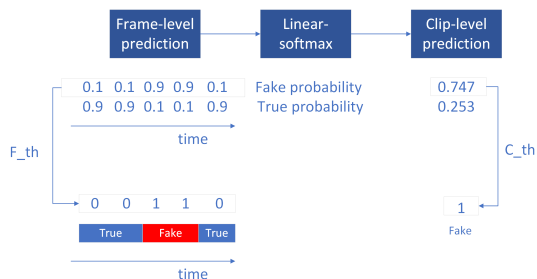 Frame-level prediction
Linear-softmax
Clip-level prediction
0.1 0.1 0.9 0.9 0.1 Fake probability 0.747
0.9 0.9 0.1 0.1 0.9 True probability 0.253
time
F_th
C_th
0 0 1 1 0
1
True Fake True
Fake
time